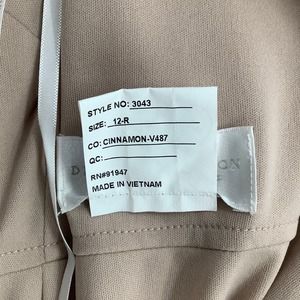 STYLE NO: 3043
SIZE: 12-R
CO: CINNAMON-V487
QC:
RN#91947
MADE IN VIETNAM